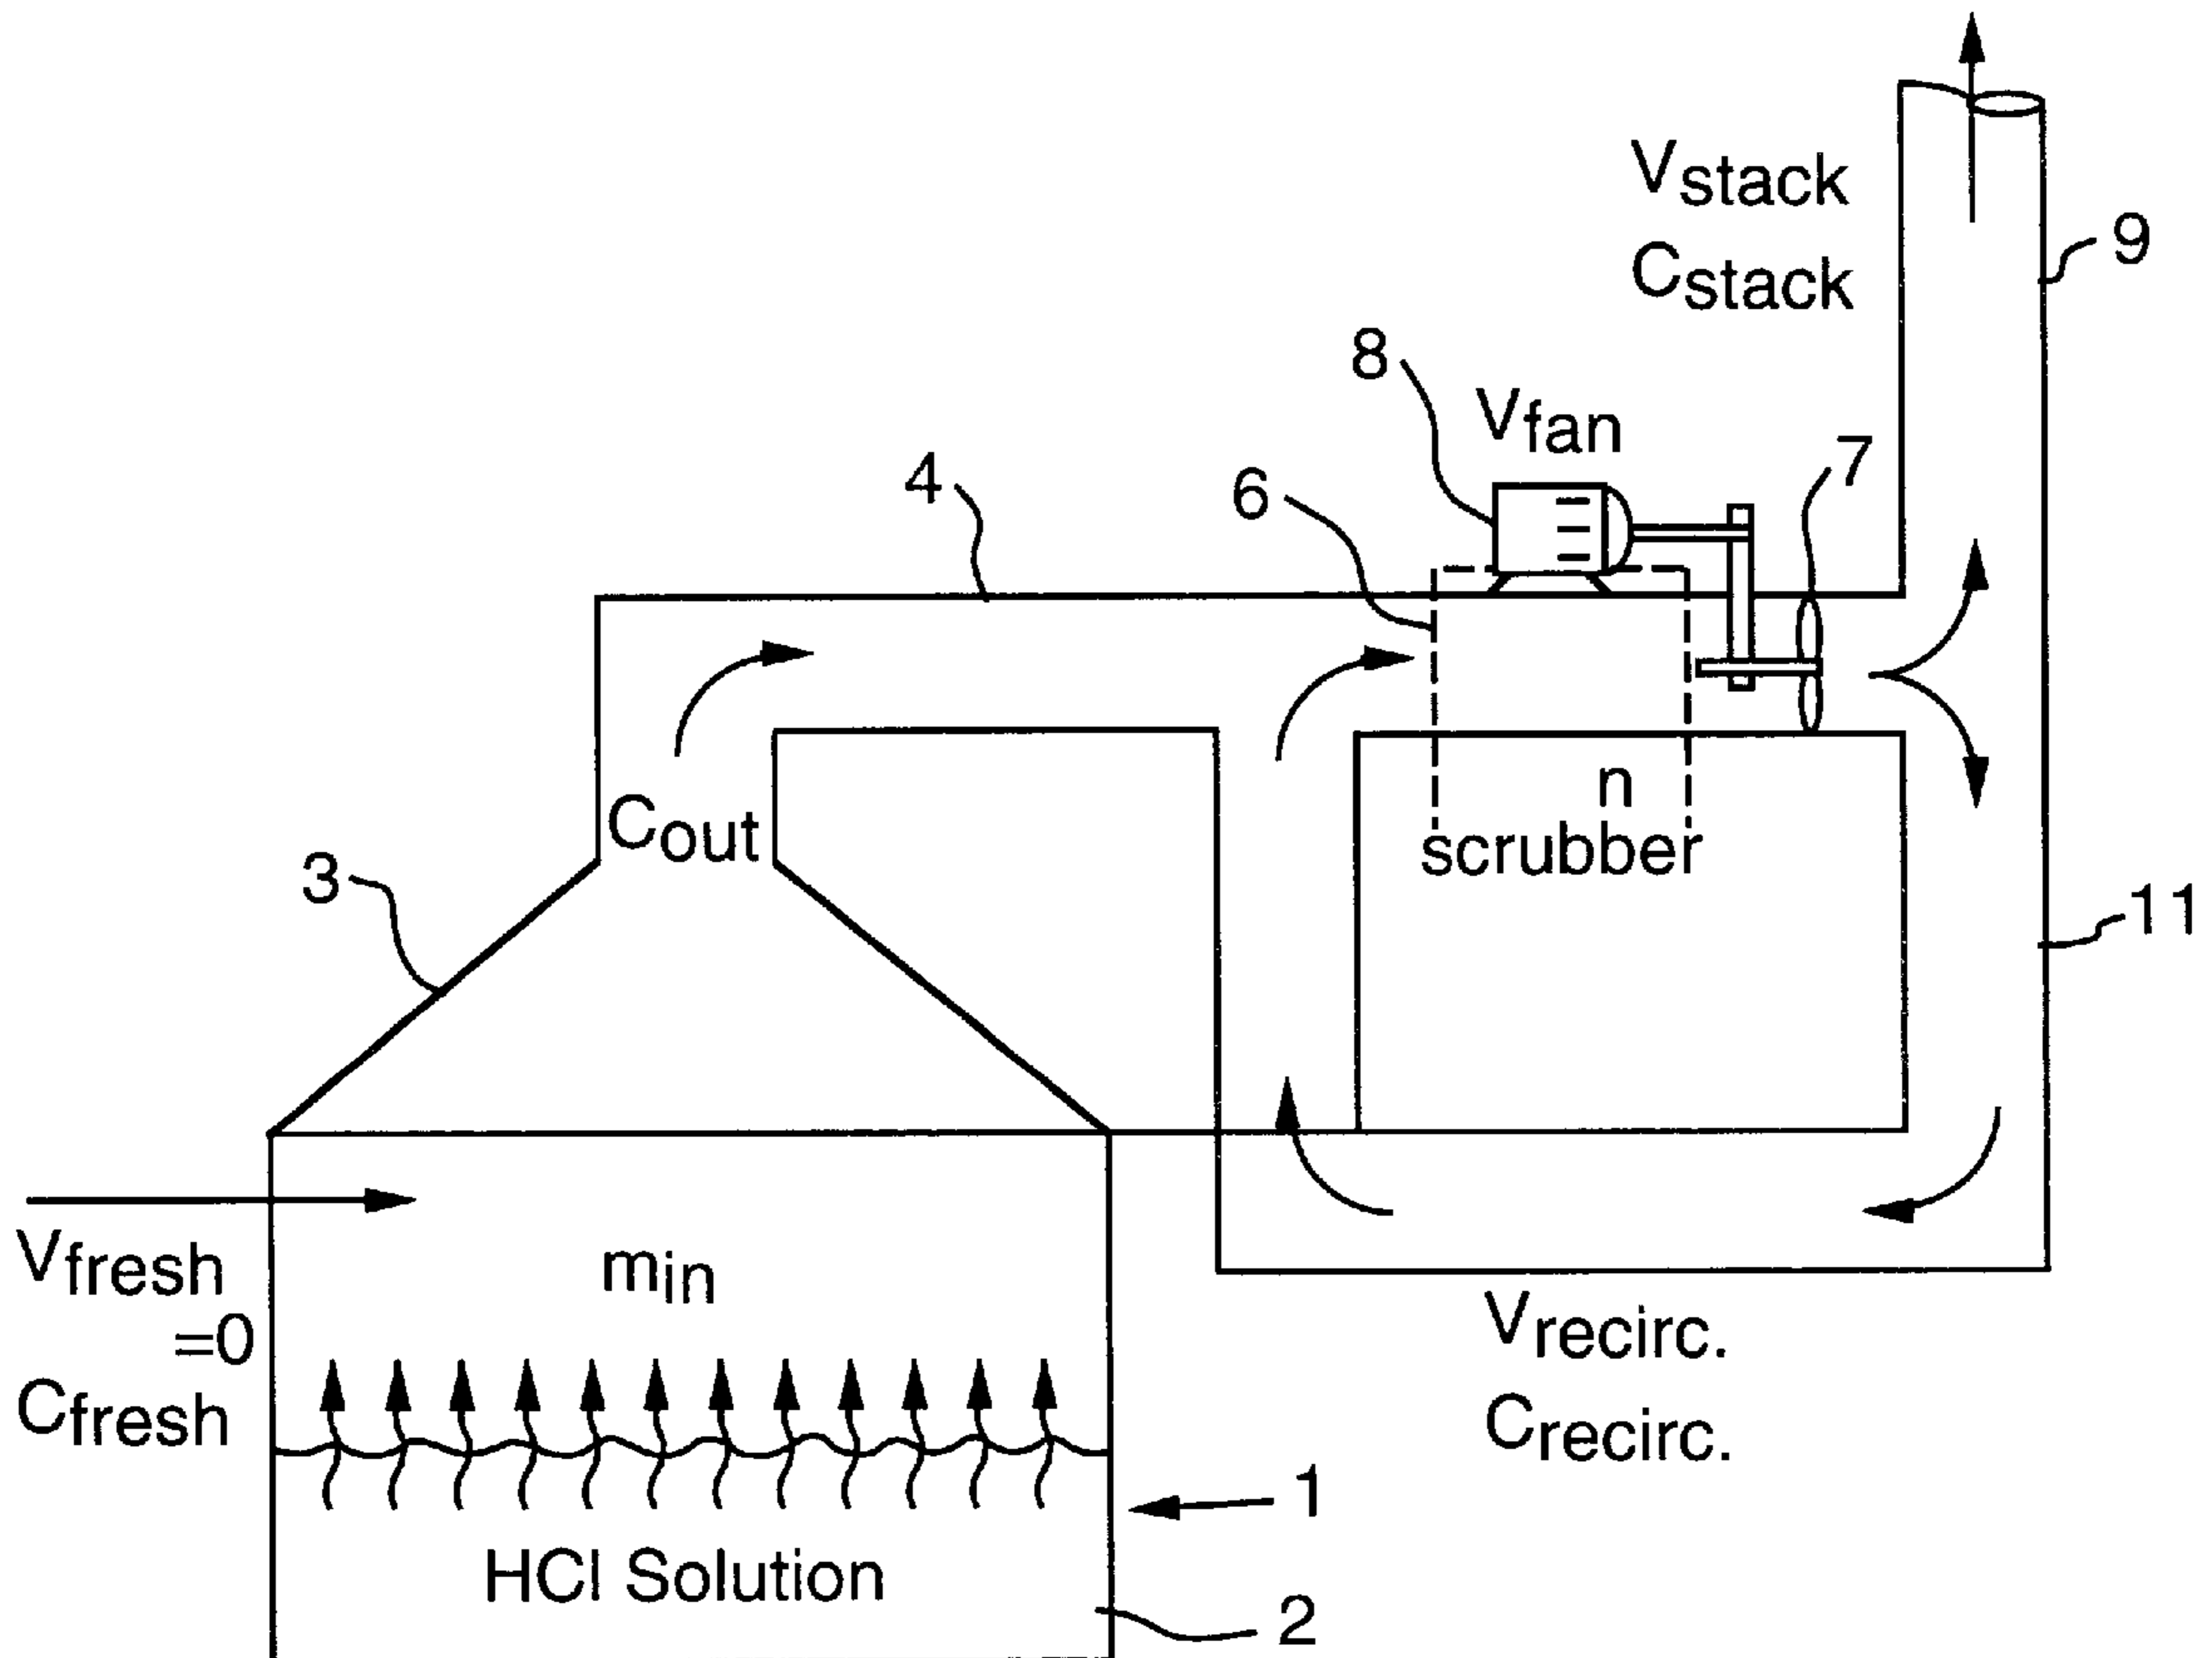 Vstack
Cstack
9
8
Vfan
7
4
6
n
scrubber
Cout
3
11
Vfresh
=0
Cfresh
min
Vrecirc.
Crecirc.
1
HCl Solution
2